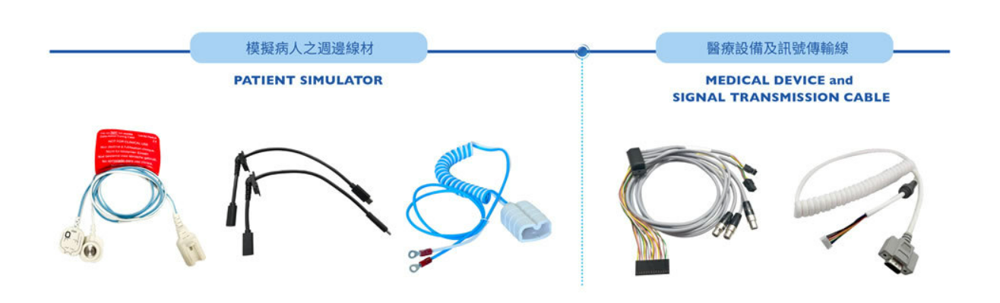 模擬病人之週邊線材
PATIENT SIMULATOR
醫療設備及訊號傳輸線
MEDICAL DEVICE and
SIGNAL TRANSMISSION CABLE
NOT FOR CLINICAL USE